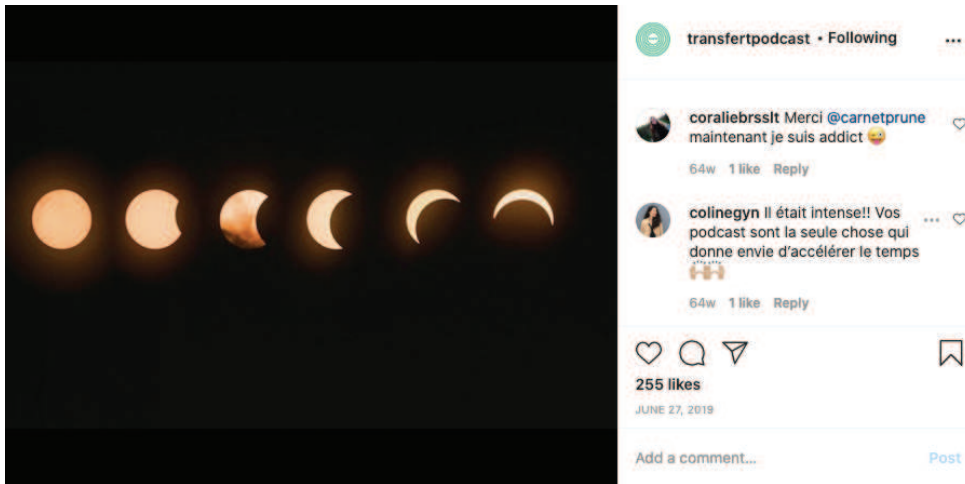 transfertpodcast • Following
coraliebrsslt Merci @carnetprune
maintenant je suis addict 😜
64w 1 like Reply
colinegyn Il était intense!! Vos
podcast sont la seule chose qui
donne envie d'accélérer le temps
🙌🏼🙌🏼
64w 1 like Reply
255 likes
JUNE 27, 2019
Add a comment... Post